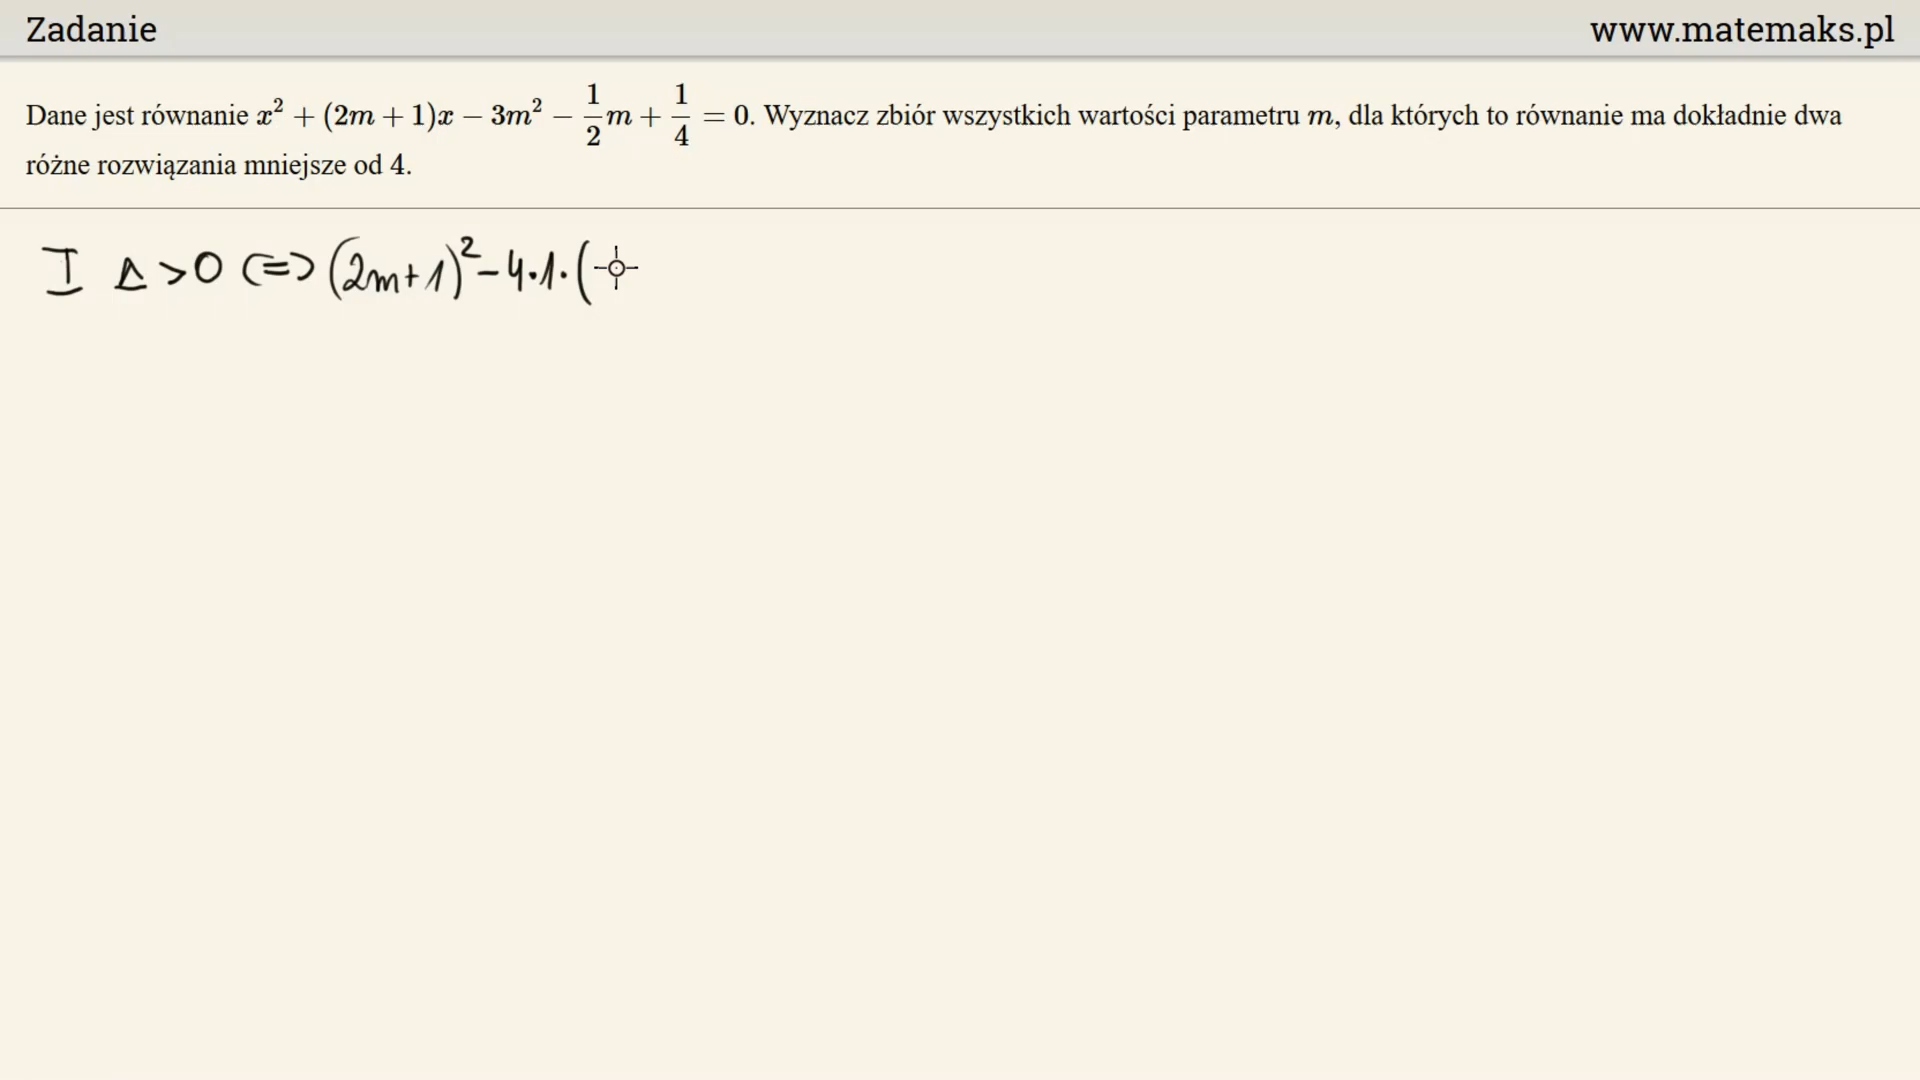 Zadanie www.matemaks.pl
Dane jest równanie x² + (2m + 1)x − 3m² − 1/2 m + 1/4 = 0. Wyznacz zbiór wszystkich wartości parametru m, dla których to równanie ma dokładnie dwa
różne rozwiązania mniejsze od 4.
I Δ > 0 ⇔ (2m+1)² − 4·1·(